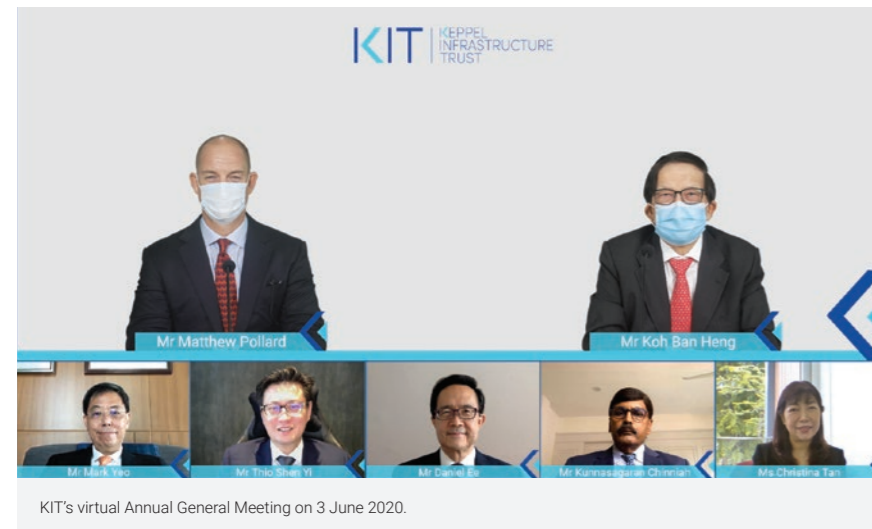 KIT
KEPPEL
INFRASTRUCTURE
TRUST
Mr Matthew Pollard
Mr Koh Ban Heng
Mr Mark Yeo
Mr Thio Shen Yi
Mr Daniel Ee
Mr Kunnasagaran Chinniah
Ms Christina Tan
KIT's virtual Annual General Meeting on 3 June 2020.